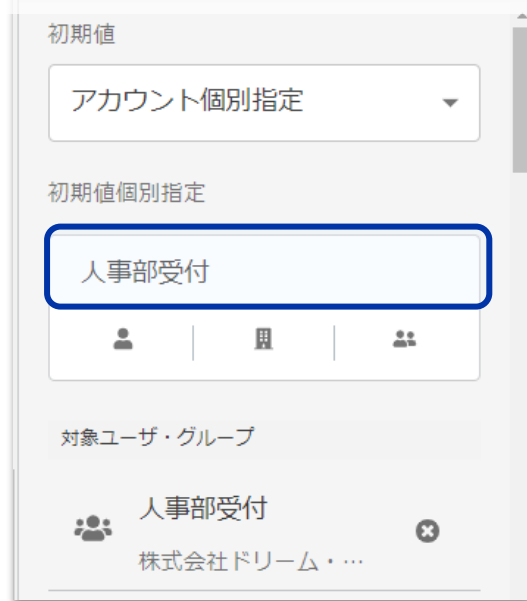 初期値
アカウント個別指定
初期値個別指定
人事部受付
対象ユーザ・グループ
人事部受付
株式会社ドリーム・…